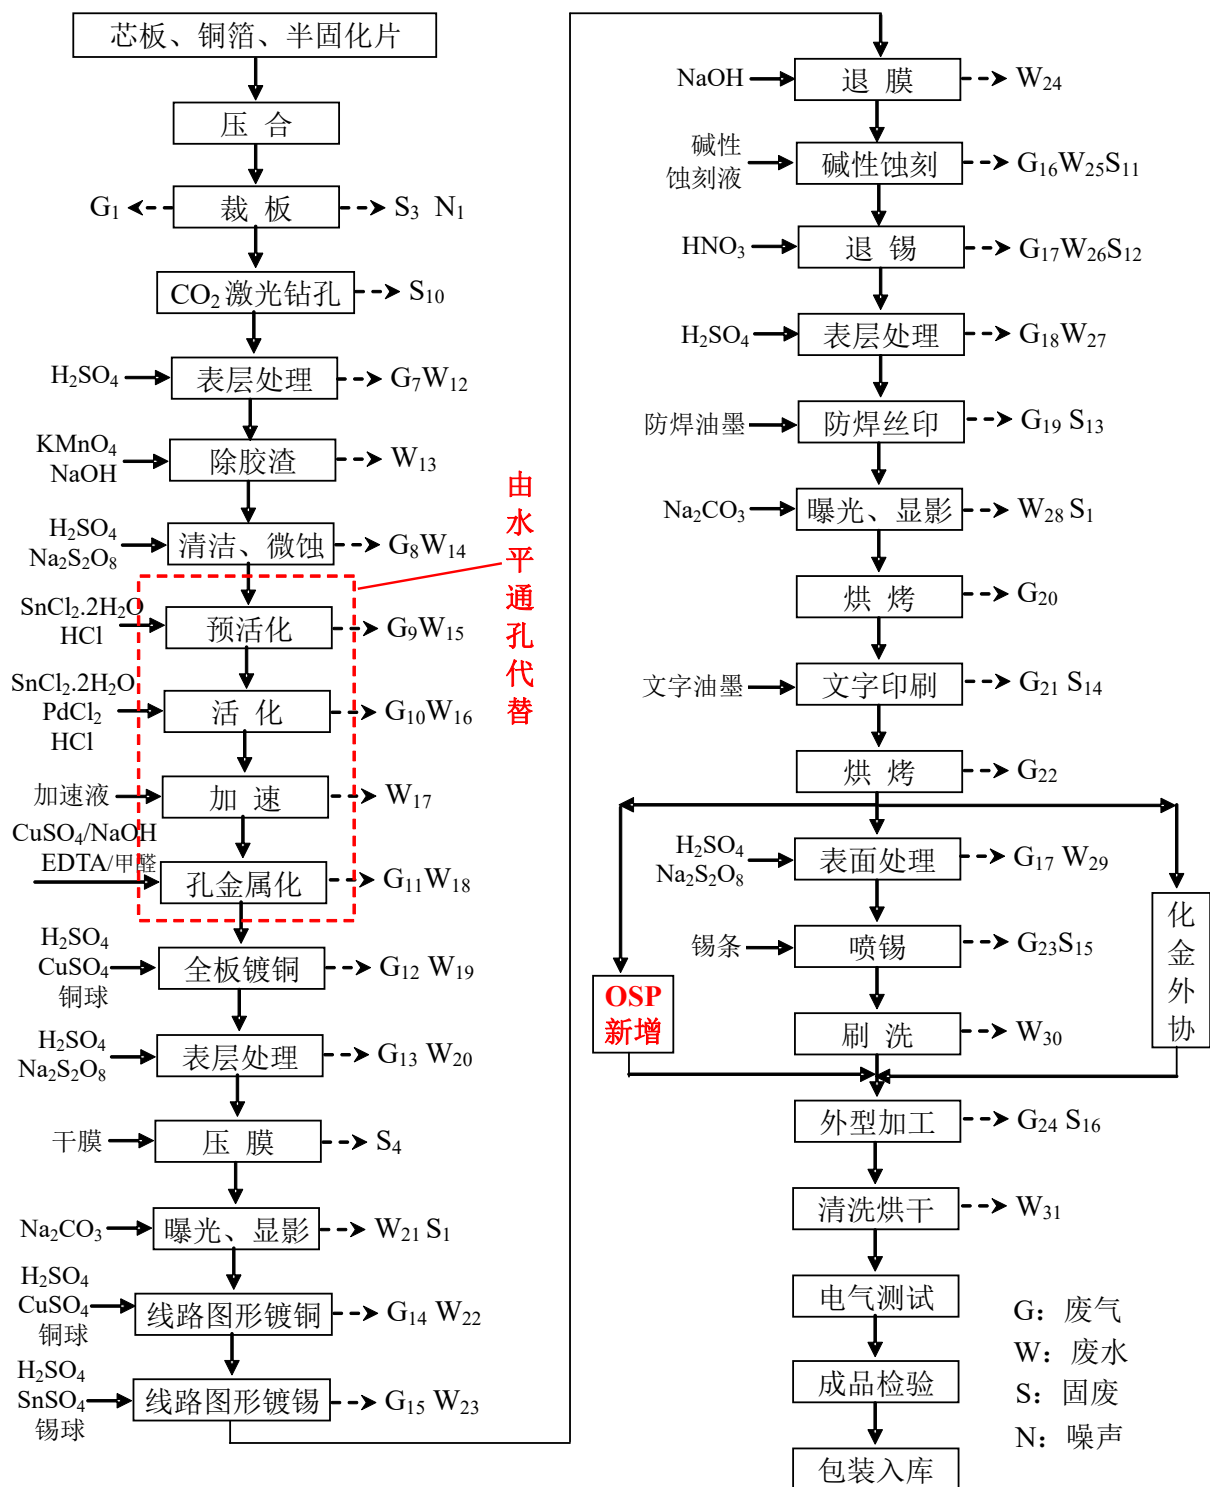 芯板、铜箔、半固化片
压 合
G₁
裁 板
S₃ N₁
CO₂激光钻孔
S₁₀
H₂SO₄
表层处理
G₇W₁₂
KMnO₄
NaOH
除胶渣
W₁₃
H₂SO₄
Na₂S₂O₈
清洁、微蚀
G₈W₁₄
由水平通孔代替
SnCl₂.2H₂O
HCl
预活化
G₉W₁₅
SnCl₂.2H₂O
PdCl₂
HCl
活 化
G₁₀W₁₆
加速液
加 速
W₁₇
CuSO₄/NaOH
EDTA/甲醛
孔金属化
G₁₁W₁₈
H₂SO₄
CuSO₄
铜球
全板镀铜
G₁₂ W₁₉
H₂SO₄
Na₂S₂O₈
表层处理
G₁₃ W₂₀
干膜
压 膜
S₄
Na₂CO₃
曝光、显影
W₂₁ S₁
H₂SO₄
CuSO₄
铜球
线路图形镀铜
G₁₄ W₂₂
H₂SO₄
SnSO₄
锡球
线路图形镀锡
G₁₅ W₂₃
NaOH
退 膜
W₂₄
碱性
蚀刻液
碱性蚀刻
G₁₆W₂₅S₁₁
HNO₃
退 锡
G₁₇W₂₆S₁₂
H₂SO₄
表层处理
G₁₈W₂₇
防焊油墨
防焊丝印
G₁₉ S₁₃
Na₂CO₃
曝光、显影
W₂₈ S₁
烘 烤
G₂₀
文字油墨
文字印刷
G₂₁ S₁₄
烘 烤
G₂₂
H₂SO₄
Na₂S₂O₈
表面处理
G₁₇ W₂₉
锡条
喷锡
G₂₃S₁₅
OSP
新增
化金外协
刷 洗
W₃₀
外型加工
G₂₄ S₁₆
清洗烘干
W₃₁
电气测试
成品检验
包装入库
G：废气
W：废水
S：固废
N：噪声